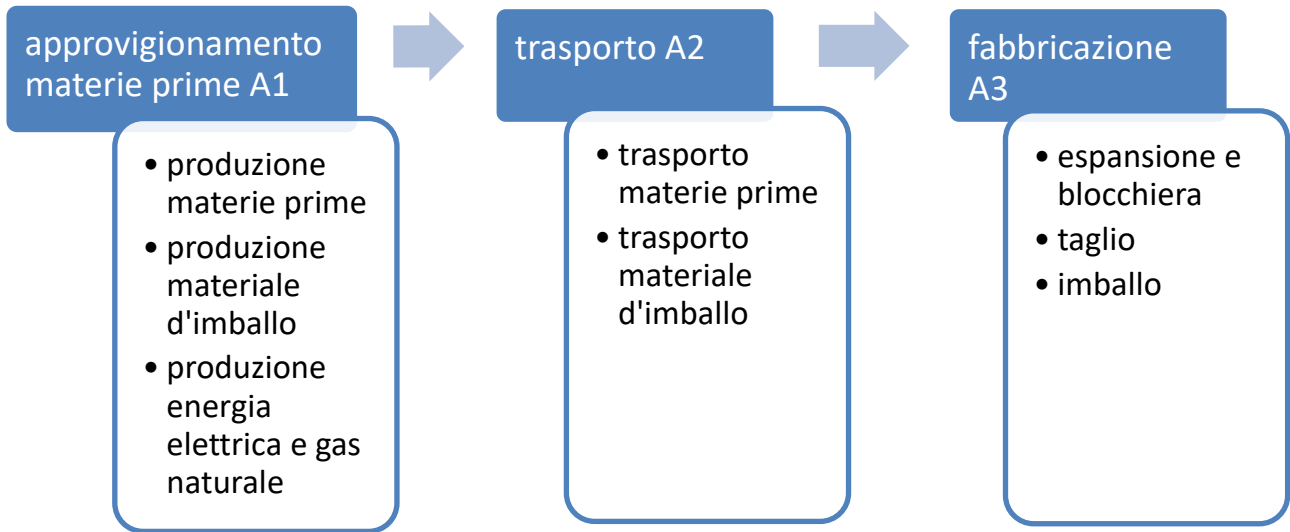 approvigionamento
materie prime A1
• produzione
materie prime
• produzione
materiale
d'imballo
• produzione
energia
elettrica e gas
naturale
trasporto A2
• trasporto
materie prime
• trasporto
materiale
d'imballo
fabbricazione
A3
• espansione e
blocchiera
• taglio
• imballo